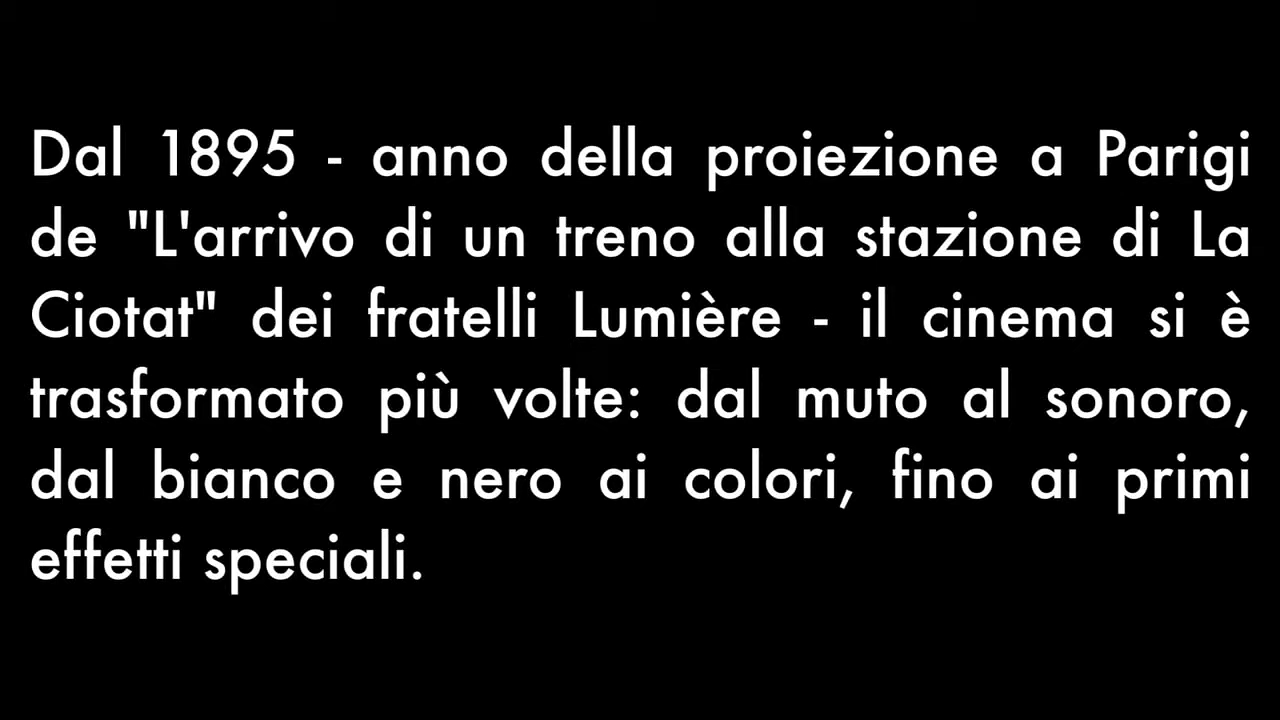 Dal 1895 - anno della proiezione a Parigi
de "L'arrivo di un treno alla stazione di La
Ciotat" dei fratelli Lumière - il cinema si è
trasformato più volte: dal muto al sonoro,
dal bianco e nero ai colori, fino ai primi
effetti speciali.